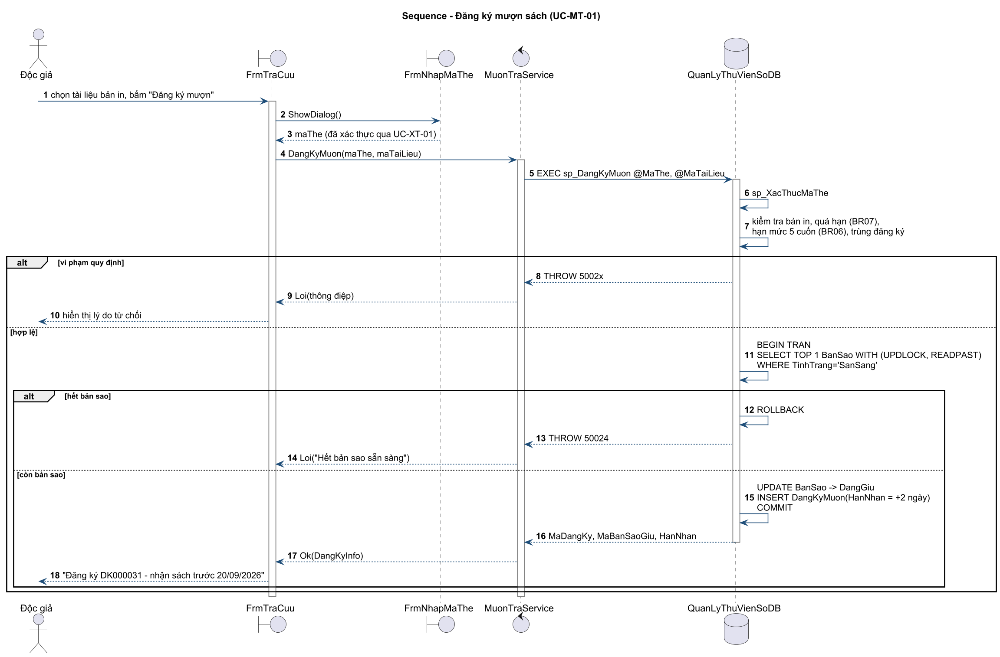 Sequence - Đăng ký mượn sách (UC-MT-01)
Độc giả
FrmTraCuu
FrmNhapMaThe
MuonTraService
QuanLyThuVienSoDB
1 chọn tài liệu bản in, bấm "Đăng ký mượn"
2 ShowDialog()
3 maThe (đã xác thực qua UC-XT-01)
4 DangKyMuon(maThe, maTaiLieu)
5 EXEC sp_DangKyMuon @MaThe, @MaTaiLieu
6 sp_XacThucMaThe
7 kiểm tra bản in, quá hạn (BR07),
hạn mức 5 cuốn (BR06), trùng đăng ký
alt [vi phạm quy định]
8 THROW 5002x
9 Loi(thông điệp)
10 hiển thị lý do từ chối
[hợp lệ]
BEGIN TRAN
11 SELECT TOP 1 BanSao WITH (UPDLOCK, READPAST)
WHERE TinhTrang='SanSang'
alt [hết bản sao]
12 ROLLBACK
13 THROW 50024
14 Loi("Hết bản sao sẵn sàng")
[còn bản sao]
UPDATE BanSao -> DangGiu
15 INSERT DangKyMuon(HanNhan = +2 ngày)
COMMIT
16 MaDangKy, MaBanSaoGiu, HanNhan
17 Ok(DangKyInfo)
18 "Đăng ký DK000031 - nhận sách trước 20/09/2026"
Độc giả
FrmTraCuu
FrmNhapMaThe
MuonTraService
QuanLyThuVienSoDB